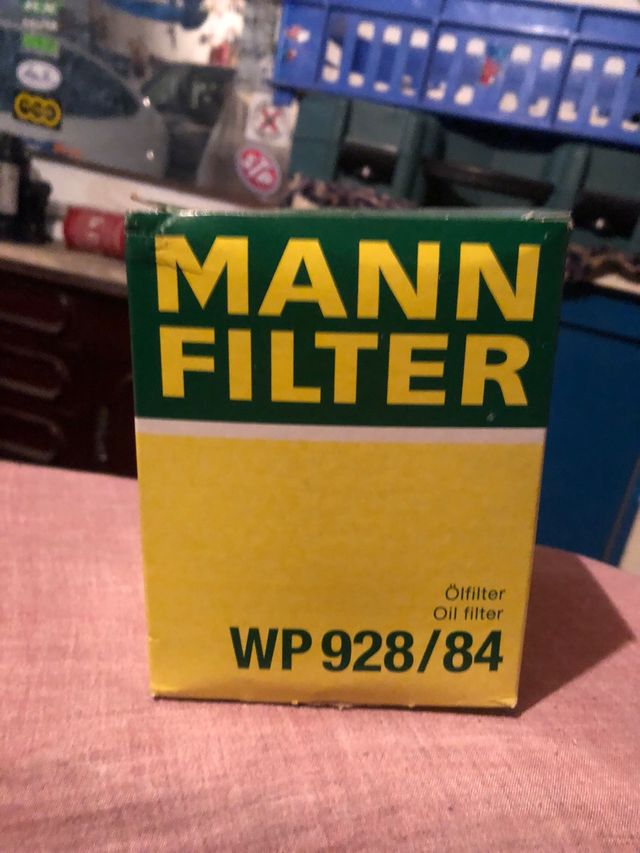 MANN
FILTER
Ölfilter
Oil filter
WP 928/84